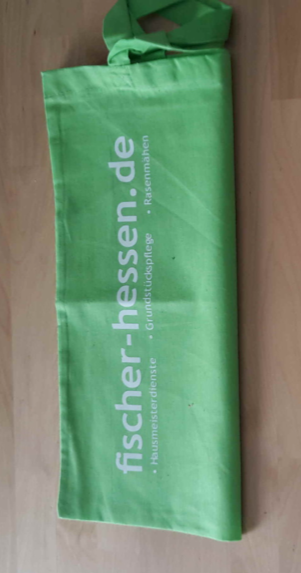 fischer-hessen.de
• Hausmeisterdienste • Grundstückspflege • Rasenmähen